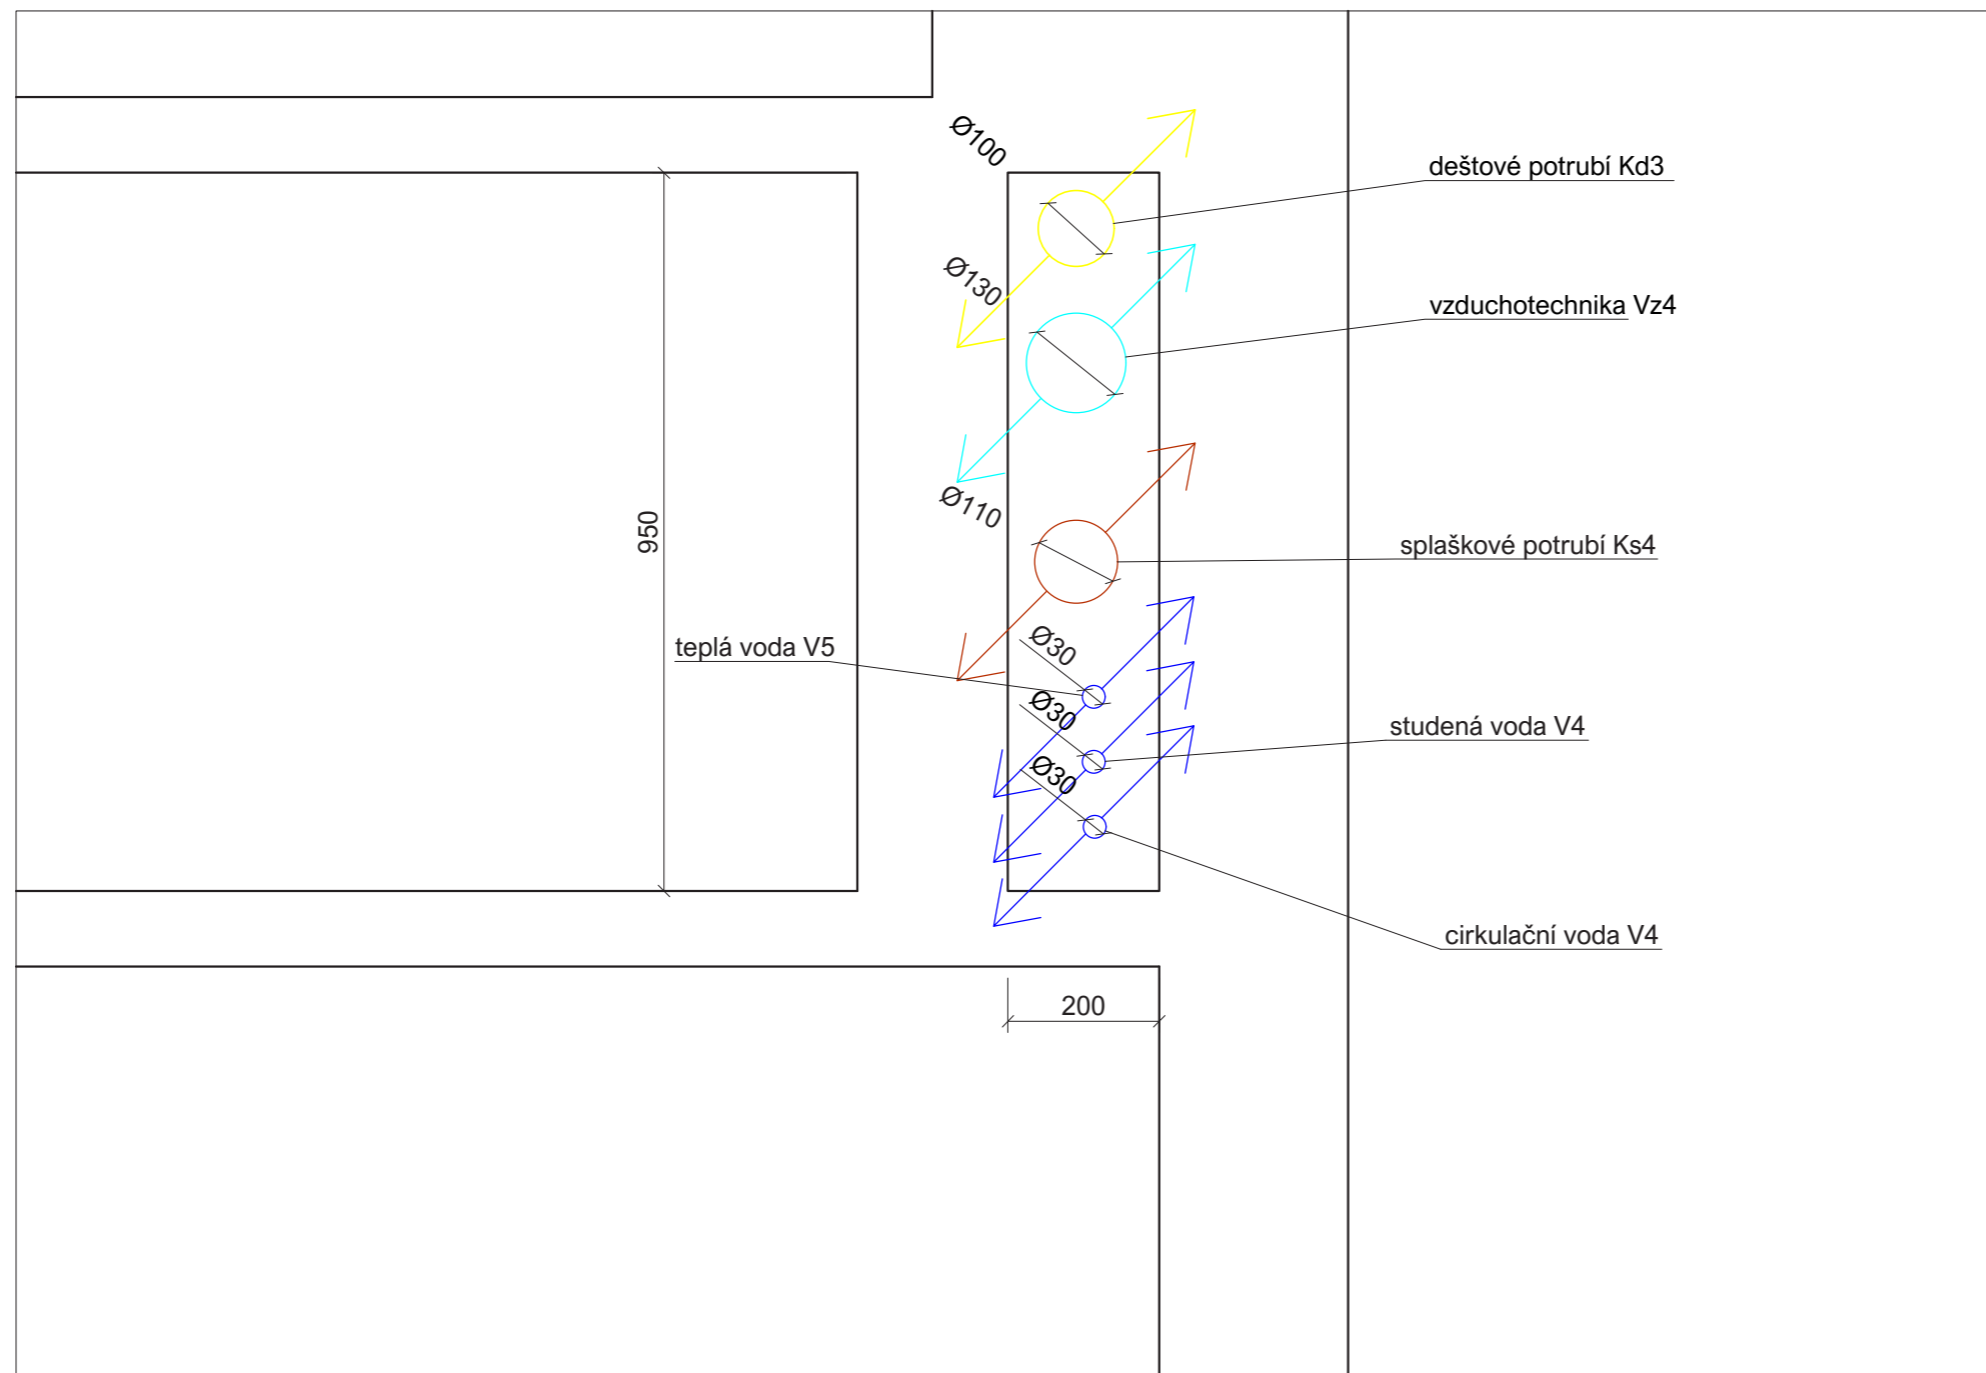 Ø100
deštové potrubí Kd3
Ø130
vzduchotechnika Vz4
Ø110
950
splaškové potrubí Ks4
teplá voda V5
Ø30
Ø30
studená voda V4
Ø30
cirkulační voda V4
200